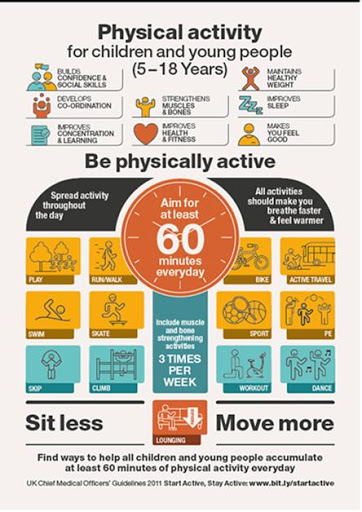 Physical activity
for children and young people
(5–18 Years)
BUILDS
CONFIDENCE &
SOCIAL SKILLS
MAINTAINS
HEALTHY
WEIGHT
DEVELOPS
CO-ORDINATION
STRENGTHENS
MUSCLES
& BONES
IMPROVES
SLEEP
IMPROVES
CONCENTRATION
& LEARNING
IMPROVES
HEALTH
& FITNESS
MAKES
YOU FEEL
GOOD
Be physically active
Spread activity
throughout
the day
Aim for
at least
60
minutes
everyday
All activities
should make you
breathe faster
& feel warmer
PLAY
RUN/WALK
BIKE
ACTIVE TRAVEL
SWIM
SKATE
SPORT
PE
Include muscle
and bone
strengthening
activities
3 TIMES
PER
WEEK
SKIP
CLIMB
WORKOUT
DANCE
Sit less
LOUNGING
Move more
Find ways to help all children and young people accumulate
at least 60 minutes of physical activity everyday
UK Chief Medical Officers' Guidelines 2011 Start Active, Stay Active: www.bit.ly/startactive